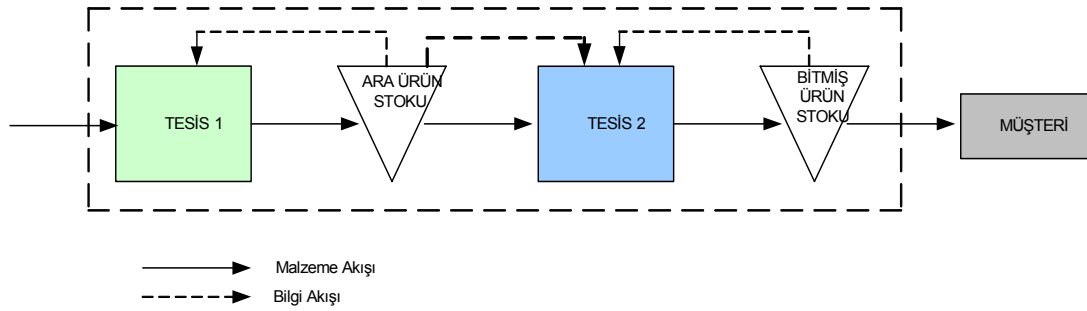 TESİS 1
ARA ÜRÜN
STOKU
TESİS 2
BİTMİŞ
ÜRÜN
STOKU
MÜŞTERİ
Malzeme Akışı
Bilgi Akışı